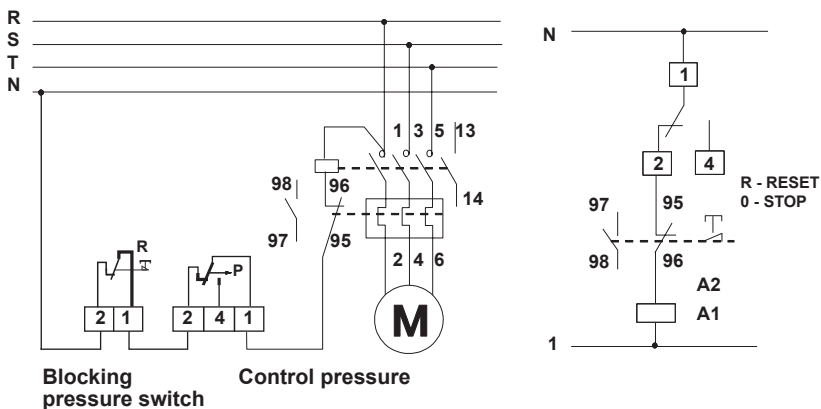 R
S
T
N
1 3 5 13
98 96
14
97 95
2 4 6
R
P
2 1 2 4 1
M
Blocking
pressure switch
Control pressure
N
1
2 4
R - RESET
0 - STOP
97 95
98 96
A2
A1
1